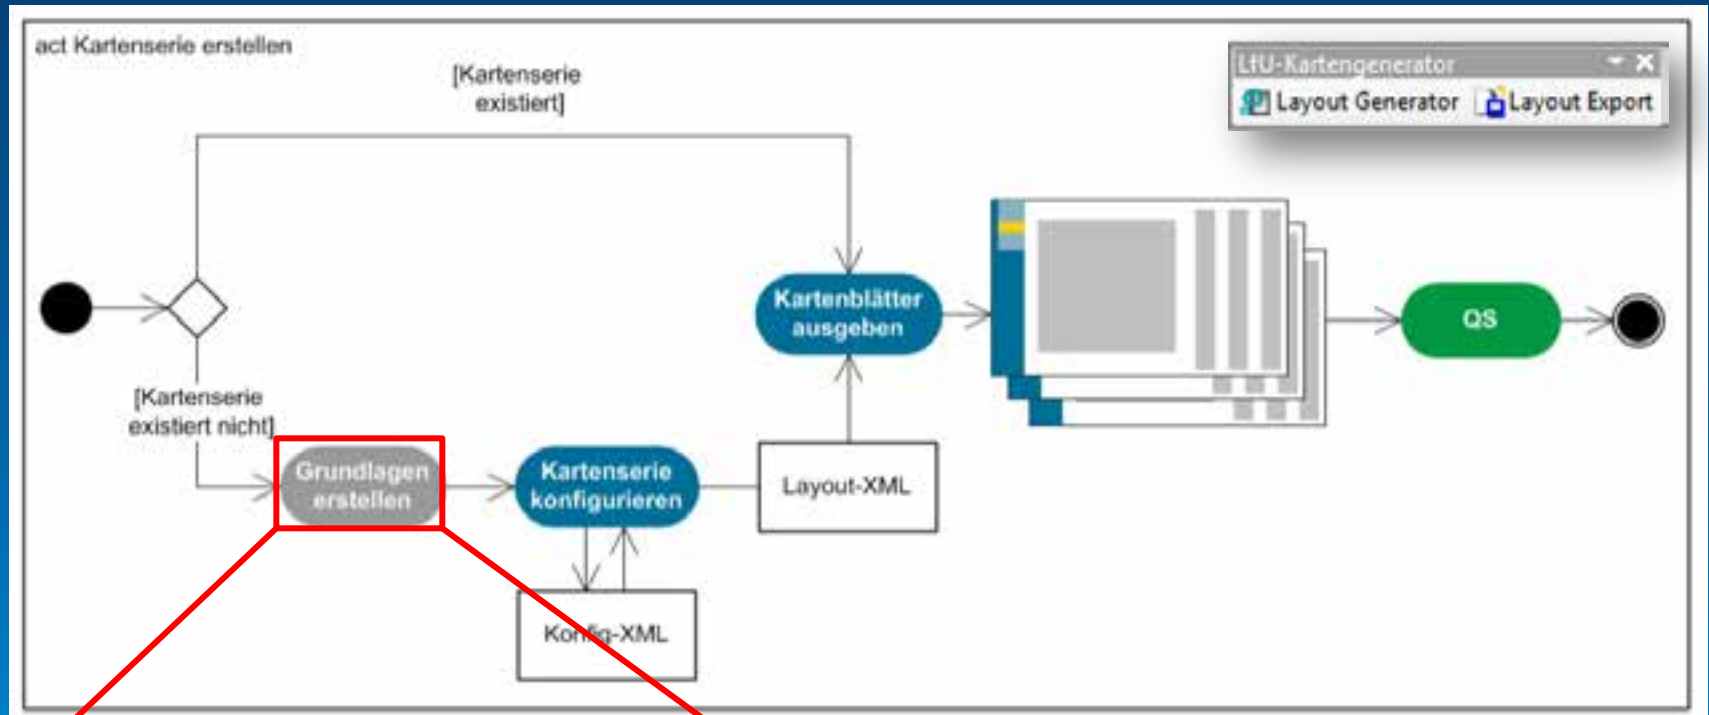 act Kartenserie erstellen
[Kartenserie
existiert]
LfU-Kartengenerator
Layout Generator
Layout Export
Kartenblätter
ausgeben
QS
[Kartenserie
existiert nicht]
Grundlagen
erstellen
Kartenserie
konfigurieren
Layout-XML
Konfig-XML